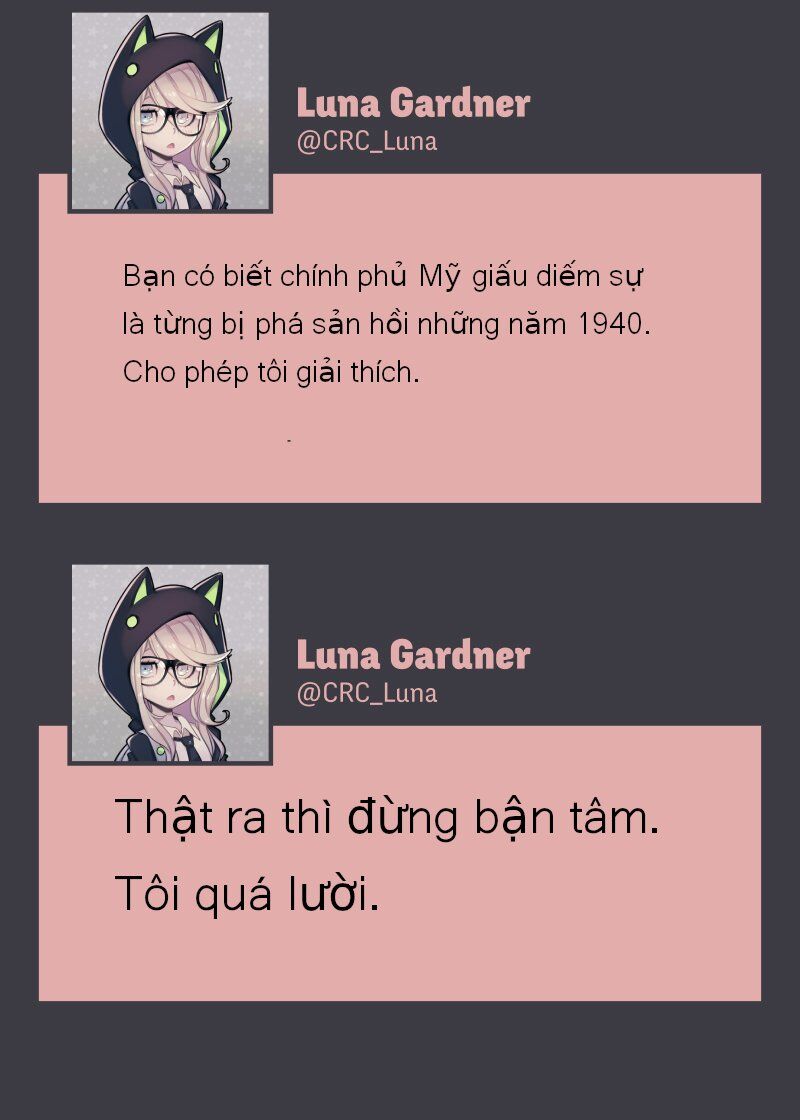 Luna Gardner
@CRC_Luna
Bạn có biết chính phủ Mỹ giấu diếm sự
là từng bị phá sản hồi những năm 1940.
Cho phép tôi giải thích.
Luna Gardner
@CRC_Luna
Thật ra thì đừng bận tâm.
Tôi quá lười.